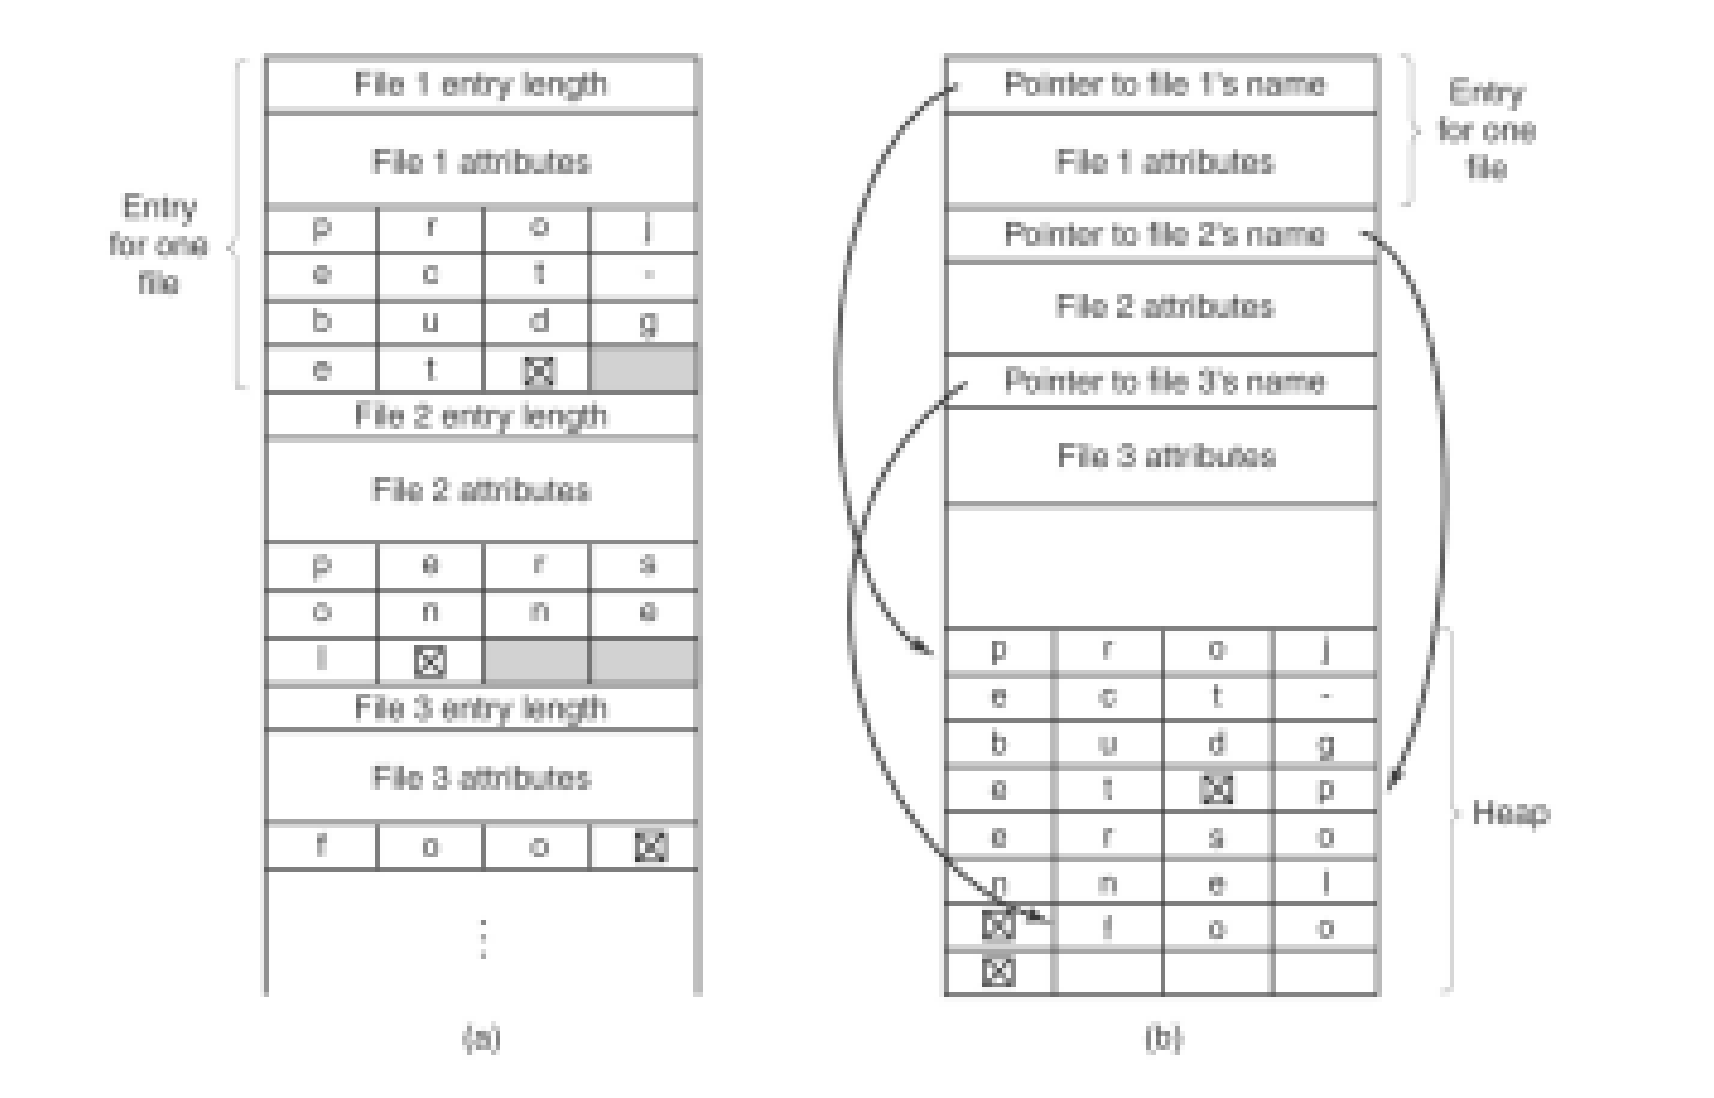 File 1 entry length
File 1 attributes
Entry
for one
file
p r o j
e c t -
b u d g
e t ☒
File 2 entry length
File 2 attributes
p e r s
o n n e
l ☒
File 3 entry length
File 3 attributes
f o o ☒
⋮
(a)
Pointer to file 1's name
Entry
for one
file
File 1 attributes
Pointer to file 2's name
File 2 attributes
Pointer to file 3's name
File 3 attributes
p r o j
e c t -
b u d g
e t ☒ p
e r s o
n n e l
☒ f o o
☒
Heap
(b)